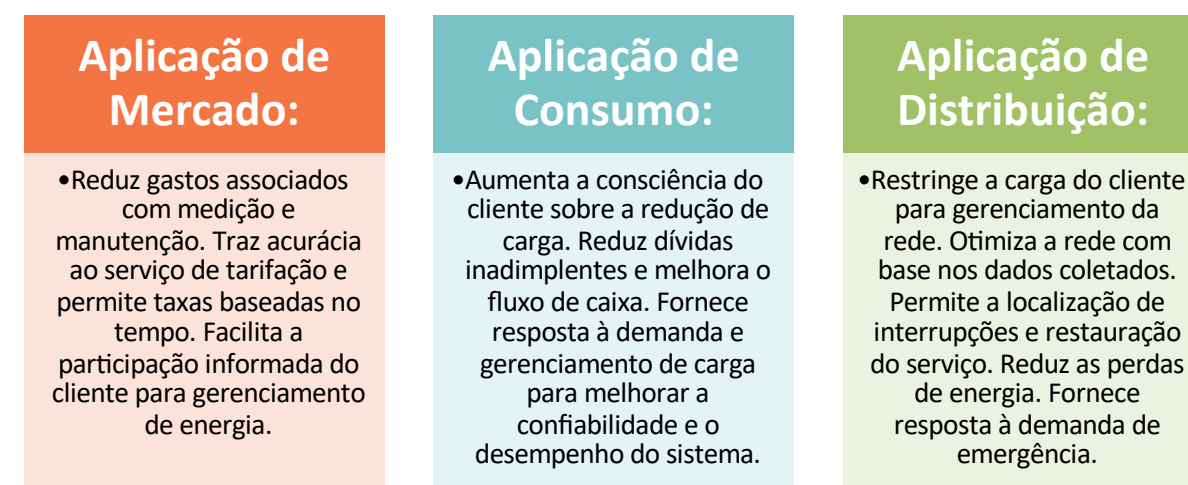 Aplicação de
Mercado:
•Reduz gastos associados
com medição e
manutenção. Traz acurácia
ao serviço de tarifação e
permite taxas baseadas no
tempo. Facilita a
participação informada do
cliente para gerenciamento
de energia.
Aplicação de
Consumo:
•Aumenta a consciência do
cliente sobre a redução de
carga. Reduz dívidas
inadimplentes e melhora o
fluxo de caixa. Fornece
resposta à demanda e
gerenciamento de carga
para melhorar a
confiabilidade e o
desempenho do sistema.
Aplicação de
Distribuição:
•Restringe a carga do cliente
para gerenciamento da
rede. Otimiza a rede com
base nos dados coletados.
Permite a localização de
interrupções e restauração
do serviço. Reduz as perdas
de energia. Fornece
resposta à demanda de
emergência.